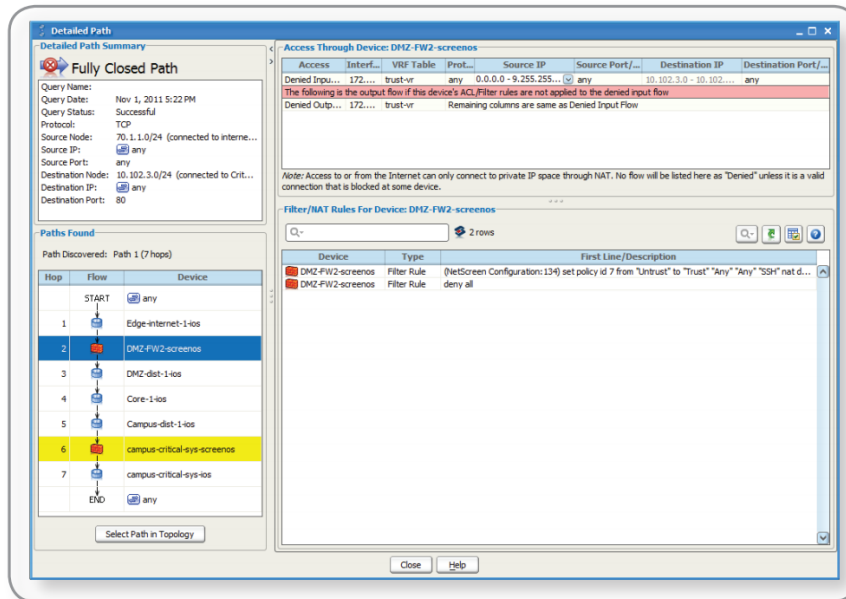 Detailed Path
Detailed Path Summary
Fully Closed Path
Query Name:
Query Date: Nov 1, 2011 5:22 PM
Query Status: Successful
Protocol: TCP
Source Node: 70.1.1.0/24 (connected to interne...
Source IP: any
Source Port: any
Destination Node: 10.102.3.0/24 (connected to Crit...
Destination IP: any
Destination Port: 80
Paths Found
Path Discovered: Path 1 (7 hops)
Hop Flow Device
START any
1 Edge-internet-1-ios
2 DMZ-FW2-screenos
3 DMZ-dist-1-ios
4 Core-1-ios
5 Campus-dist-1-ios
6 campus-critical-sys-screenos
7 campus-critical-sys-ios
END any
Select Path in Topology
Access Through Device: DMZ-FW2-screenos
Access Interf... VRF Table Prot... Source IP Source Port/... Destination IP Destination Port/...
Denied Inpu... 172.... trust-vr any 0.0.0.0 - 9.255.255... any 10.102.3.0 - 10.102.... any
The following is the output flow if this device's ACL/Filter rules are not applied to the denied input flow
Denied Outp... 172.... trust-vr Remaining columns are same as Denied Input Flow
Note: Access to or from the Internet can only connect to private IP space through NAT. No flow will be listed here as "Denied" unless it is a valid
connection that is blocked at some device.
Filter/NAT Rules For Device: DMZ-FW2-screenos
2 rows
Device Type First Line/Description
DMZ-FW2-screenos Filter Rule (NetScreen Configuration:134) set policy id 7 from "Untrust" to "Trust" "Any" "Any" "SSH" nat d...
DMZ-FW2-screenos Filter Rule deny all
Close Help